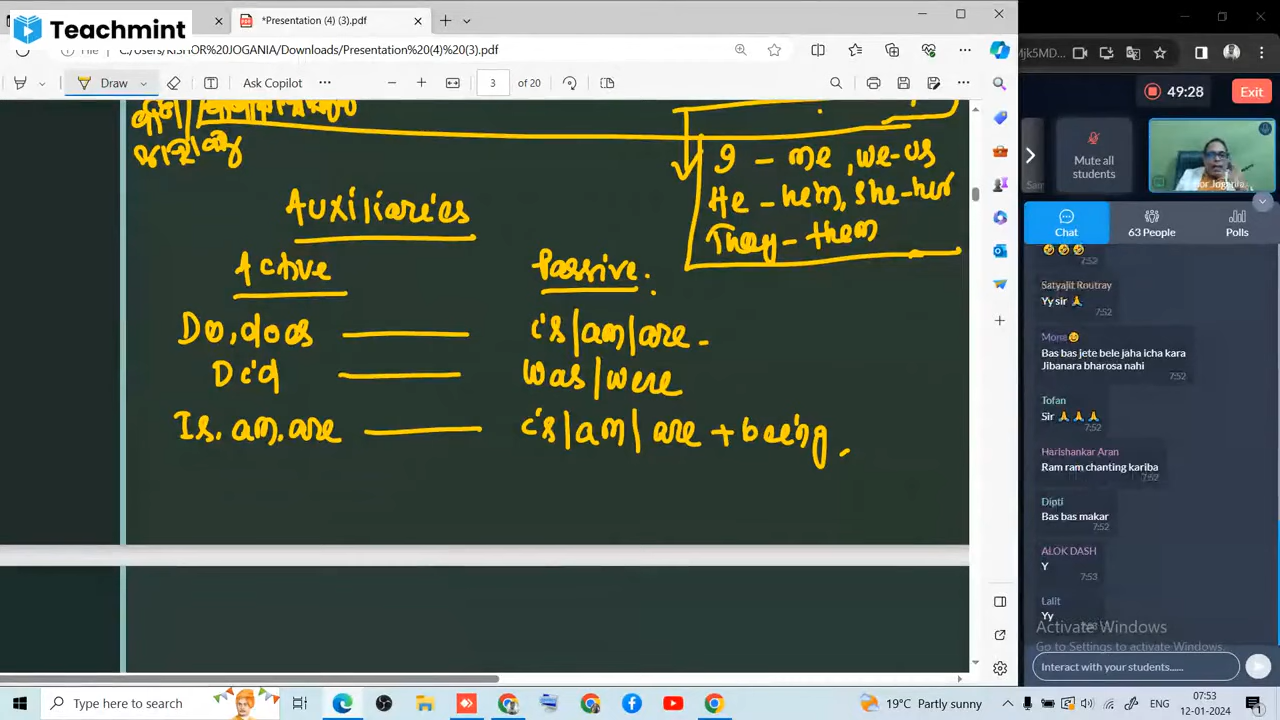 Teachmint
*Presentation (4) (3).pdf
File C:/Users/KISHOR%20JOGANIA/Downloads/Presentation%20(4)%20(3).pdf
Mjk5MD...
Draw Ask Copilot 3 of 20
49:28 Exit
Mute all
students
Chat 63 People Polls
I - me, we-us
He - hem, she-her
They - them
Auxiliaries
Active Passive.
Do, does is|am|are -
Did was|were
Is. am. are is|am|are + being.
7:52
Satyajit Routray
Yy sir 🙏
7:52
Mone☺
Bas bas jete bele jaha icha kara
Jibanara bharosa nahi
7:52
Tofan
Sir 🙏🙏🙏
7:52
Harishankar Aran
Ram ram chanting kariba
7:52
Dipti
Bas bas makar
7:52
ALOK DASH
Y
7:53
Lalit
Yy
Activate Windows
Go to Settings to activate Windows.
Interact with your students......
Type here to search
19°C Partly sunny
ENG
07:53
12-01-2024